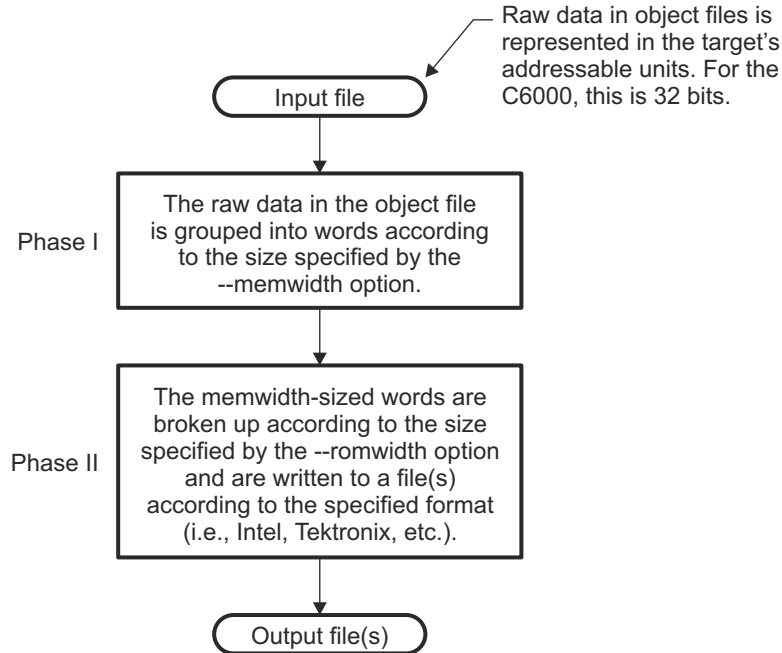 Raw data in object files is
represented in the target's
addressable units. For the
C6000, this is 32 bits.
Input file
Phase I
The raw data in the object file
is grouped into words according
to the size specified by the
--memwidth option.
Phase II
The memwidth-sized words are
broken up according to the size
specified by the --romwidth option
and are written to a file(s)
according to the specified format
(i.e., Intel, Tektronix, etc.).
Output file(s)